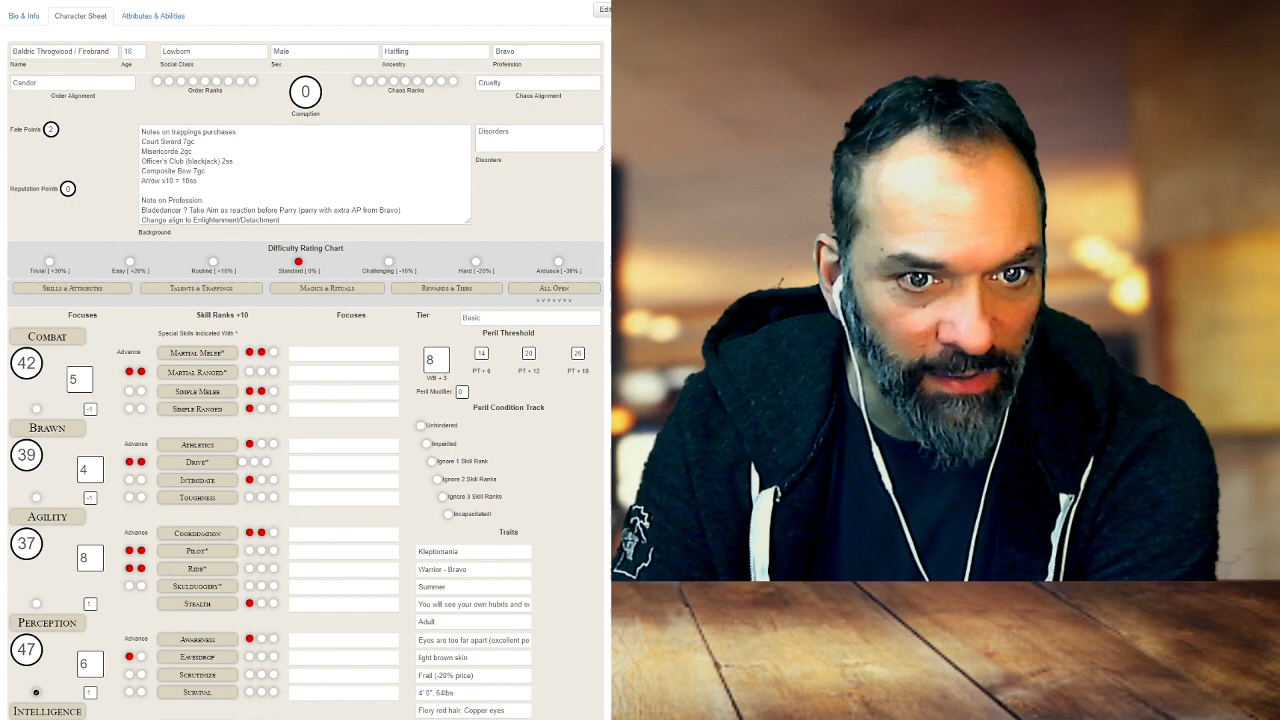 Bio & Info Character Sheet Attributes & Abilities
Baldric Throgwood / Firebrand 18 Lowborn Male Halfling Bravo
Name Age Social Class Sex Ancestry Profession
Candor 0 Cruelty
Order Alignment Order Ranks Corruption Chaos Ranks Chaos Alignment
Fate Points 2
Reputation Points 0
Notes on trappings purchases:
Court Sword 7gc
Misericorde 2gc
Officer's Club (blackjack) 2ss
Composite Bow 7gc
Arrow x10 = 10ss
Note on Profession:
Bladedancer ? Take Aim as reaction before Parry (parry with extra AP from Bravo)
Change align to Enlightenment/Detachment
Background
Disorders
Disorders
Difficulty Rating Chart
Trivial [ +30% ] Easy [ +20% ] Routine [ +10% ] Standard [ 0% ] Challenging [ -10% ] Hard [ -20% ] Arduous [ -30% ]
Skills & Attributes Talents & Trappings Magics & Rituals Rewards & Tiers All Open
v v v v v v v
Focuses Skill Ranks +10 Focuses Tier: Basic
Combat
Special Skills Indicated With *
42
5
-1
Advance Martial Melee*
Martial Ranged*
Simple Melee
Simple Ranged
Brawn
39
4
-1
Advance Athletics
Drive*
Intimidate
Toughness
Agility
37
8
1
Advance Coordination
Pilot*
Ride*
Skulduggery*
Stealth
Perception
47
6
1
Advance Awareness
Eavesdrop
Scrutinize
Survival
Intelligence
Peril Threshold
8 14 20 26
WB + 3 PT + 6 PT + 12 PT + 18
Peril Modifier: 0
Peril Condition Track
Unhindered
Imperiled
Ignore 1 Skill Rank
Ignore 2 Skill Ranks
Ignore 3 Skill Ranks
Incapacitated!
Traits
Kleptomania
Warrior - Bravo
Summer
You will see your own hubris and
Adult
Eyes are too far apart (excellent
light brown skin
Frail (-20% price)
4' 0", 64lbs.
Fiery red hair, Copper eyes